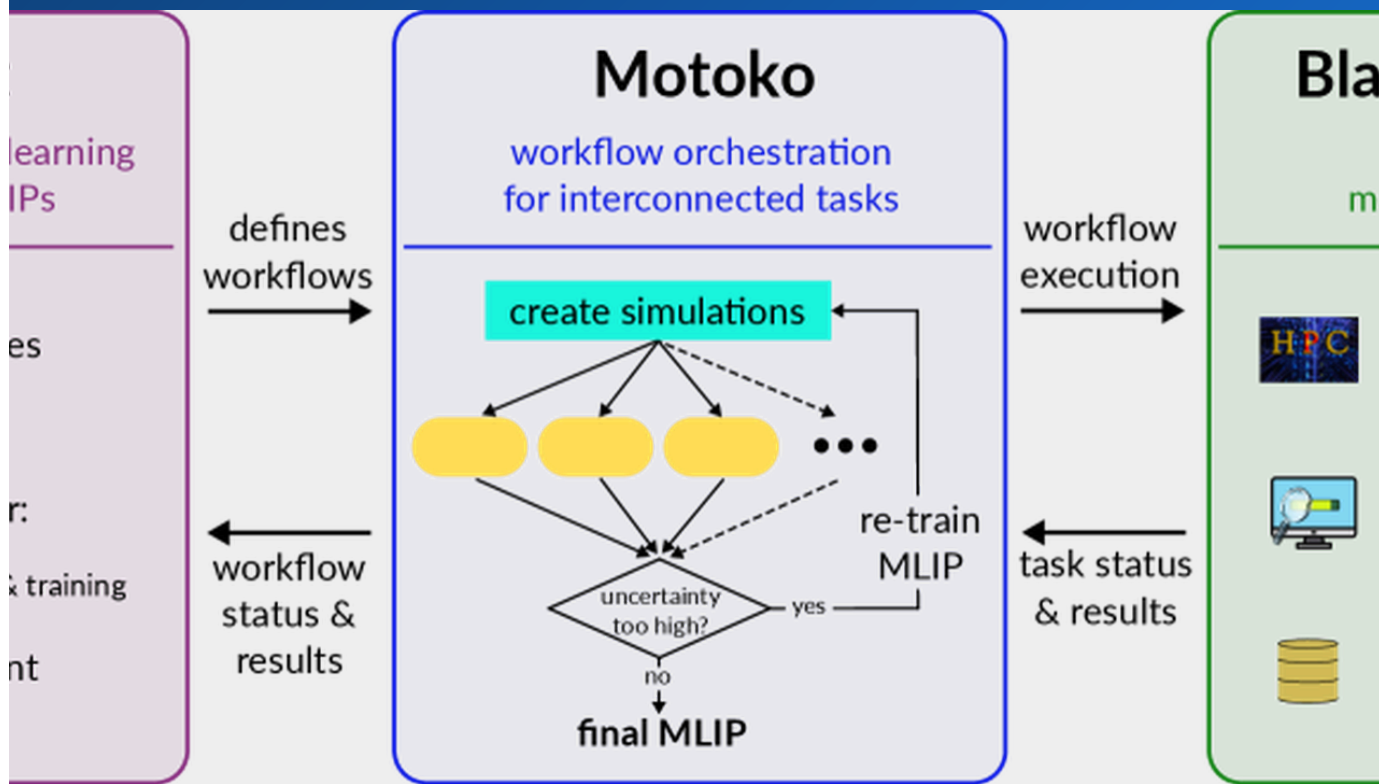 learning
IPs
es
r:
& training
nt
defines
workflows
workflow
status &
results
Motoko
workflow orchestration
for interconnected tasks
create simulations
re-train
MLIP
uncertainty
too high?
yes
no
final MLIP
workflow
execution
task status
& results
Bla
m
HPC